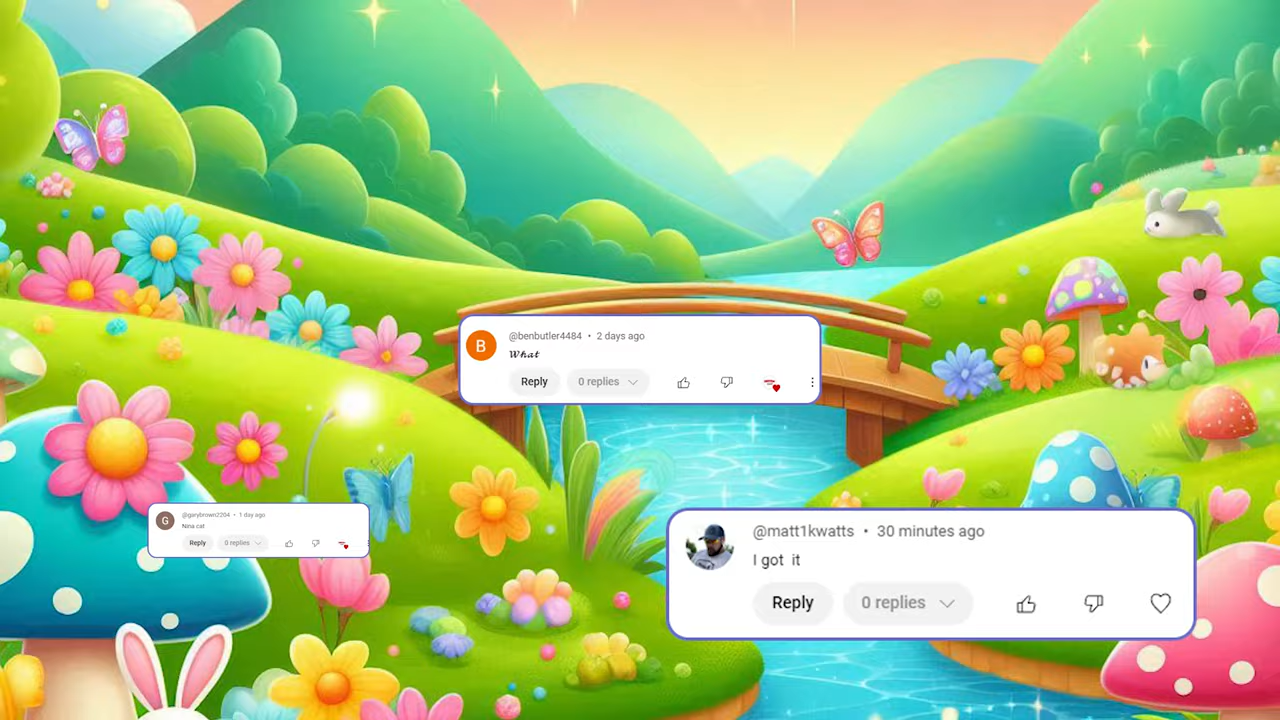 @benbutler4484 • 2 days ago
𝓦𝓱𝓪𝓽
Reply 0 replies
B
@garybrown2204 • 1 day ago
Nina cat
Reply 0 replies
G
@matt1kwatts • 30 minutes ago
I got it
Reply 0 replies